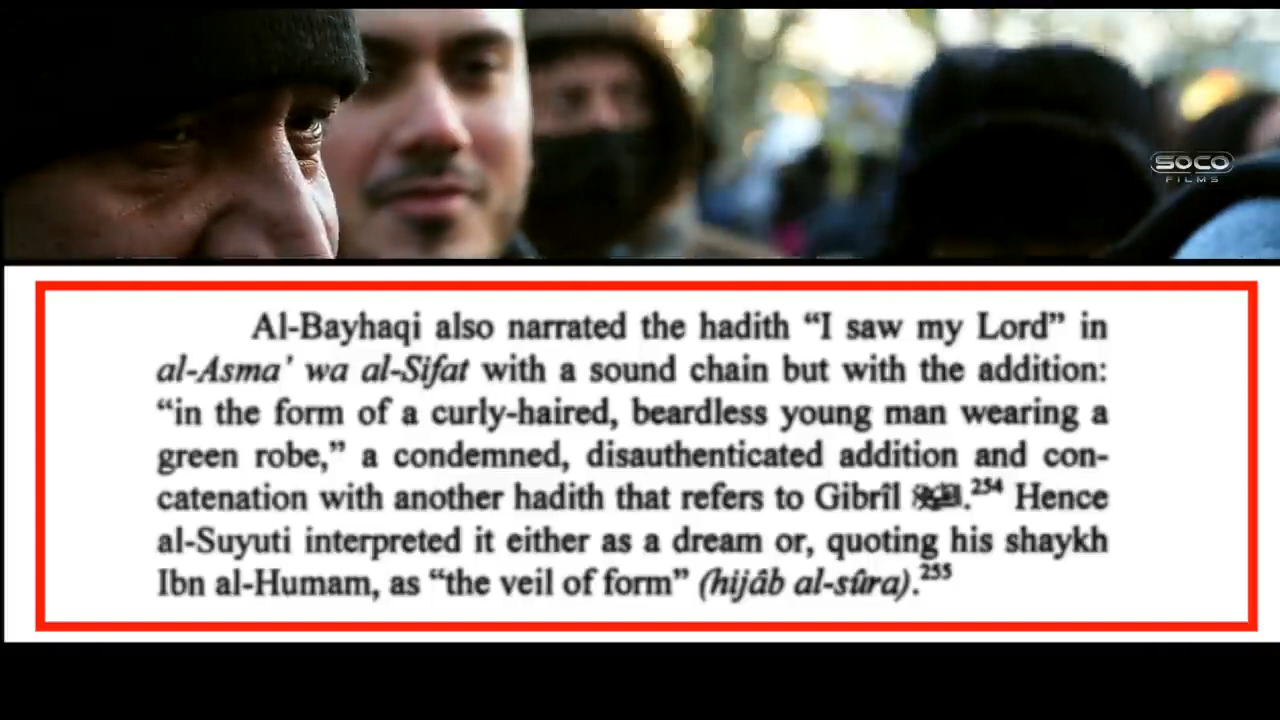 SOCO
FILMS
Al-Bayhaqi also narrated the hadith “I saw my Lord” in
al-Asma' wa al-Sifat with a sound chain but with the addition:
“in the form of a curly-haired, beardless young man wearing a
green robe,” a condemned, disauthenticated addition and con-
catenation with another hadith that refers to Gibrîl .254 Hence
al-Suyuti interpreted it either as a dream or, quoting his shaykh
Ibn al-Humam, as “the veil of form” (hijâb al-sûra).255